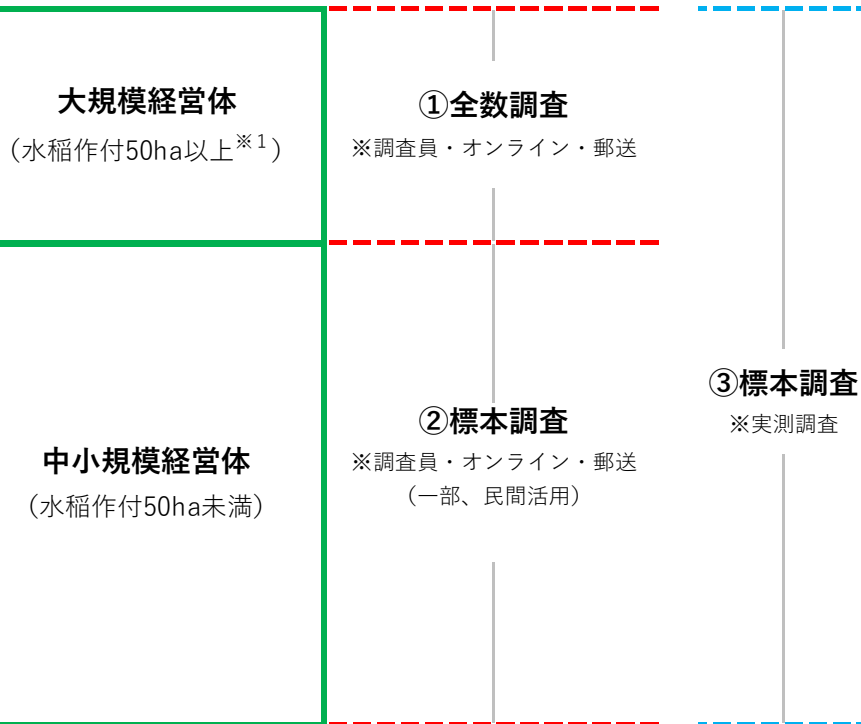 大規模経営体
（水稲作付50ha以上※1）
①全数調査
※調査員・オンライン・郵送
中小規模経営体
（水稲作付50ha未満）
②標本調査
※調査員・オンライン・郵送
（一部、民間活用）
③標本調査
※実測調査